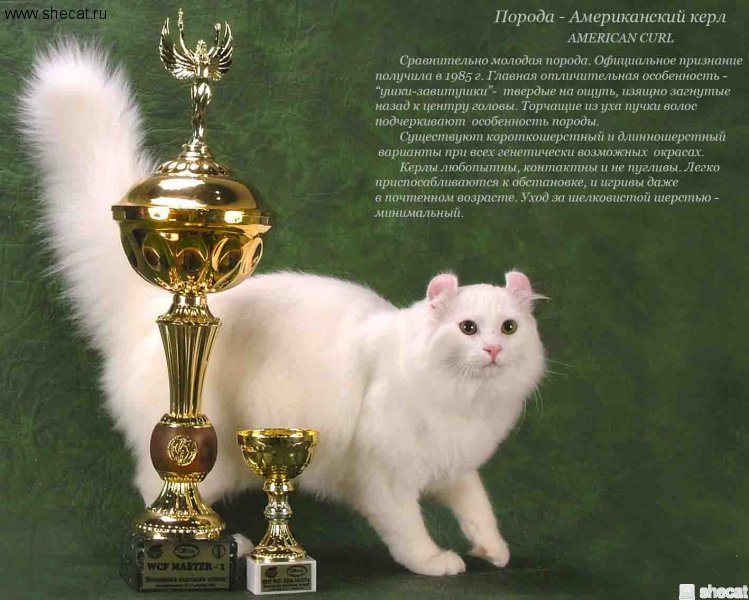 www.shecat.ru
Порода - Американский керл
AMERICAN CURL
Сравнительно молодая порода. Официальное признание
получила в 1985 г. Главная отличительная особенность -
“ушки-завитушки”- твердые на ощупь, изящно загнутые
назад к центру головы. Торчащие из уха пучки волос
подчеркивают особенность породы.
Существуют короткошерстный и длинношерстный
варианты при всех генетически возможных окрасах.
Керлы любопытны, контактны и не пугливы. Легко
приспосабливаются к обстановке, и игривы даже
в почтенном возрасте. Уход за шелковистой шерстью -
минимальный.
WCF MASTER - 1
shecat